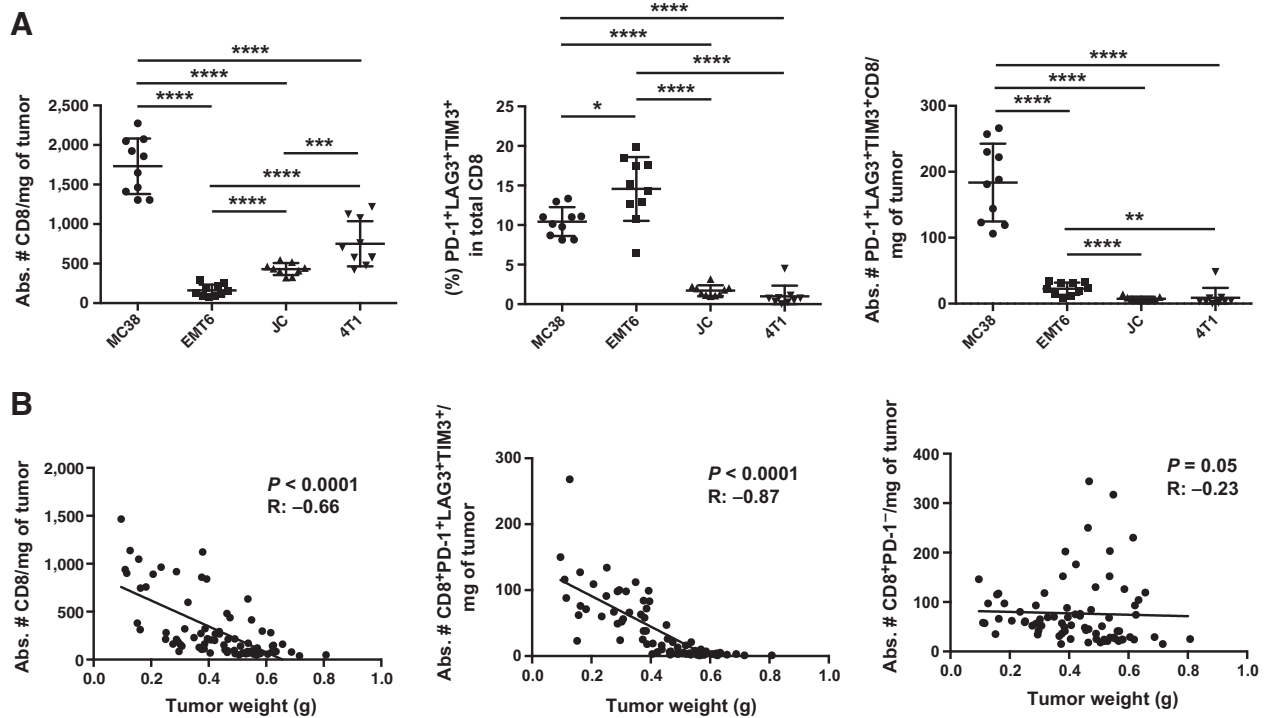 A
Abs. # CD8/mg of tumor
2,500
2,000
1,500
1,000
500
0
****
****
****
***
****
****
MC38
EMT6
JC
4T1
(%) PD-1⁺LAG3⁺TIM3⁺
in total CD8
25
20
15
10
5
0
****
****
****
****
*
MC38
EMT6
JC
4T1
Abs. # PD-1⁺LAG3⁺TIM3⁺CD8/
mg of tumor
300
200
100
0
****
****
****
**
****
MC38
EMT6
JC
4T1
B
Abs. # CD8/mg of tumor
2,000
1,500
1,000
500
0
P < 0.0001
R: –0.66
0.0
0.2
0.4
0.6
0.8
1.0
Tumor weight (g)
Abs. # CD8⁺PD-1⁺LAG3⁺TIM3⁺/
mg of tumor
300
200
100
0
P < 0.0001
R: –0.87
0.0
0.2
0.4
0.6
0.8
1.0
Tumor weight (g)
Abs. # CD8⁺PD-1⁻/mg of tumor
400
300
200
100
0
P = 0.05
R: –0.23
0.0
0.2
0.4
0.6
0.8
1.0
Tumor weight (g)